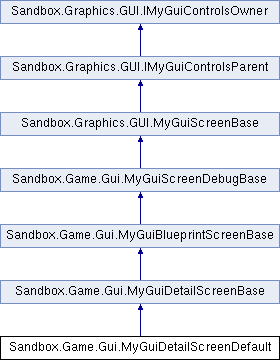 Sandbox.Graphics.GUI.IMyGuiControlsOwner
Sandbox.Graphics.GUI.IMyGuiControlsParent
Sandbox.Graphics.GUI.MyGuiScreenBase
Sandbox.Game.Gui.MyGuiScreenDebugBase
Sandbox.Game.Gui.MyGuiBlueprintScreenBase
Sandbox.Game.Gui.MyGuiDetailScreenBase
Sandbox.Game.Gui.MyGuiDetailScreenDefault